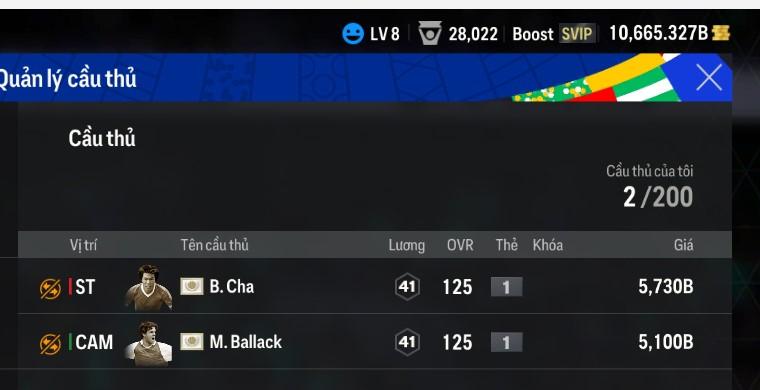 LV 8 28,022 Boost SVIP 10,665.327B
Quản lý cầu thủ
Cầu thủ
Cầu thủ của tôi
2 /200
Vị trí Tên cầu thủ Lương OVR Thẻ Khóa Giá
ST B. Cha 41 125 1 5,730B
CAM M. Ballack 41 125 1 5,100B